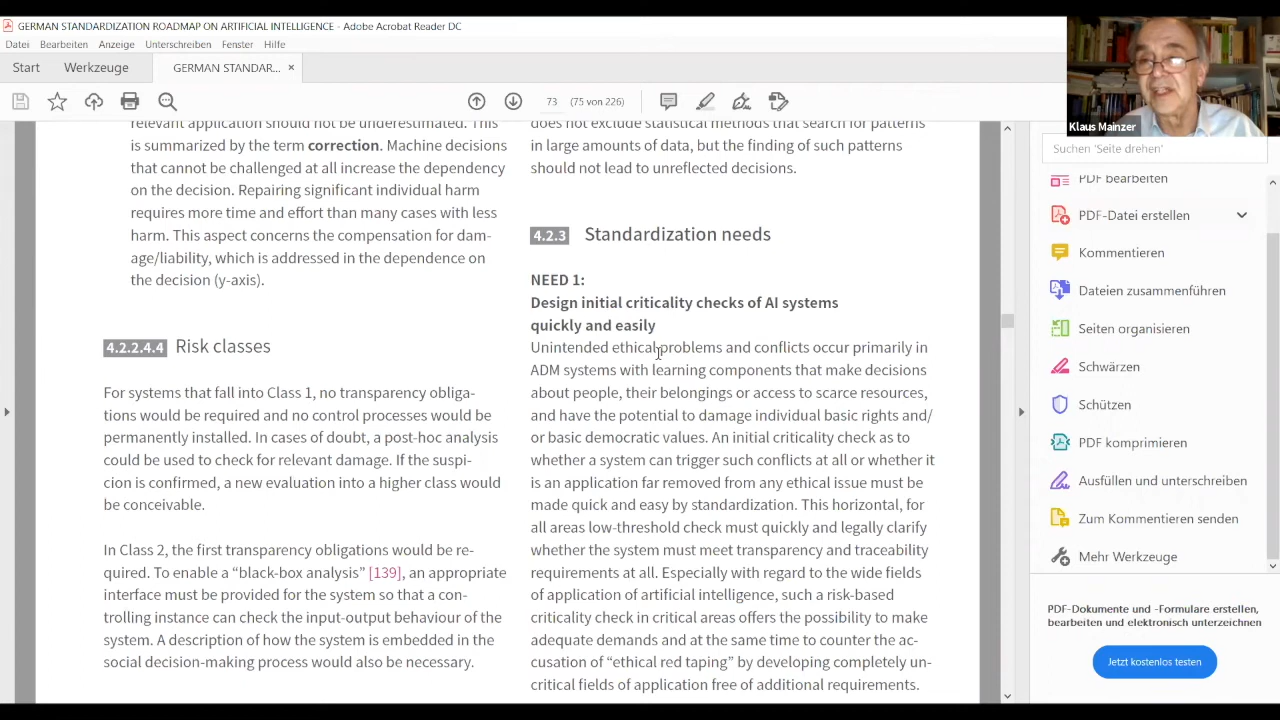 GERMAN STANDARDIZATION ROADMAP ON ARTIFICIAL INTELLIGENCE - Adobe Acrobat Reader DC
Datei Bearbeiten Anzeige Unterschreiben Fenster Hilfe
Start Werkzeuge GERMAN STANDAR... ×
73 (75 von 226)
Klaus Mainzer
relevant application should not be underestimated. This
is summarized by the term correction. Machine decisions
that cannot be challenged at all increase the dependency
on the decision. Repairing significant individual harm
requires more time and effort than many cases with less
harm. This aspect concerns the compensation for dam-
age/liability, which is addressed in the dependence on
the decision (y-axis).
4.2.2.4.4 Risk classes
For systems that fall into Class 1, no transparency obliga-
tions would be required and no control processes would be
permanently installed. In cases of doubt, a post-hoc analysis
could be used to check for relevant damage. If the suspi-
cion is confirmed, a new evaluation into a higher class would
be conceivable.
In Class 2, the first transparency obligations would be re-
quired. To enable a “black-box analysis” [139], an appropriate
interface must be provided for the system so that a con-
trolling instance can check the input-output behaviour of the
system. A description of how the system is embedded in the
social decision-making process would also be necessary.
does not exclude statistical methods that search for patterns
in large amounts of data, but the finding of such patterns
should not lead to unreflected decisions.
4.2.3 Standardization needs
NEED 1:
Design initial criticality checks of AI systems
quickly and easily
Unintended ethical problems and conflicts occur primarily in
ADM systems with learning components that make decisions
about people, their belongings or access to scarce resources,
and have the potential to damage individual basic rights and/
or basic democratic values. An initial criticality check as to
whether a system can trigger such conflicts at all or whether it
is an application far removed from any ethical issue must be
made quick and easy by standardization. This horizontal, for
all areas low-threshold check must quickly and legally clarify
whether the system must meet transparency and traceability
requirements at all. Especially with regard to the wide fields
of application of artificial intelligence, such a risk-based
criticality check in critical areas offers the possibility to make
adequate demands and at the same time to counter the ac-
cusation of “ethical red taping” by developing completely un-
critical fields of application free of additional requirements.
Suchen 'Seite drehen'
PDF bearbeiten
PDF-Datei erstellen
Kommentieren
Dateien zusammenführen
Seiten organisieren
Schwärzen
Schützen
PDF komprimieren
Ausfüllen und unterschreiben
Zum Kommentieren senden
Mehr Werkzeuge
PDF-Dokumente und -Formulare erstellen,
bearbeiten und elektronisch unterzeichnen
Jetzt kostenlos testen